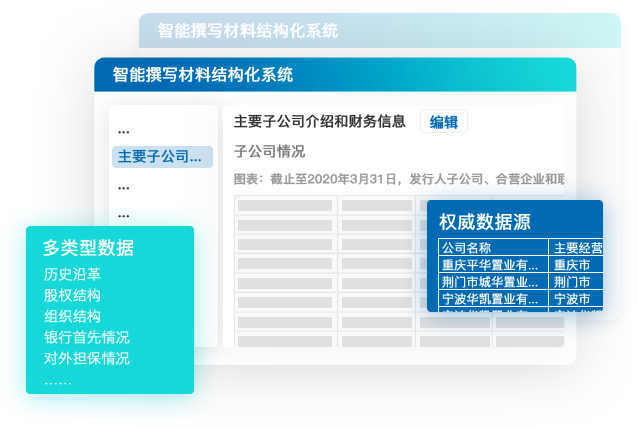 智能撰写材料结构化系统
智能撰写材料结构化系统
...
主要子公司...
...
...
主要子公司介绍和财务信息 编辑
子公司情况
图表：截止至2020年3月31日，发行人子公司、合营企业和联
权威数据源
公司名称 主要经营
重庆平华置业有... 重庆市
荆门市城华置业... 荆门市
宁波华凯置业有... 宁波市
多类型数据
历史沿革
股权结构
组织结构
银行首先情况
对外担保情况
......